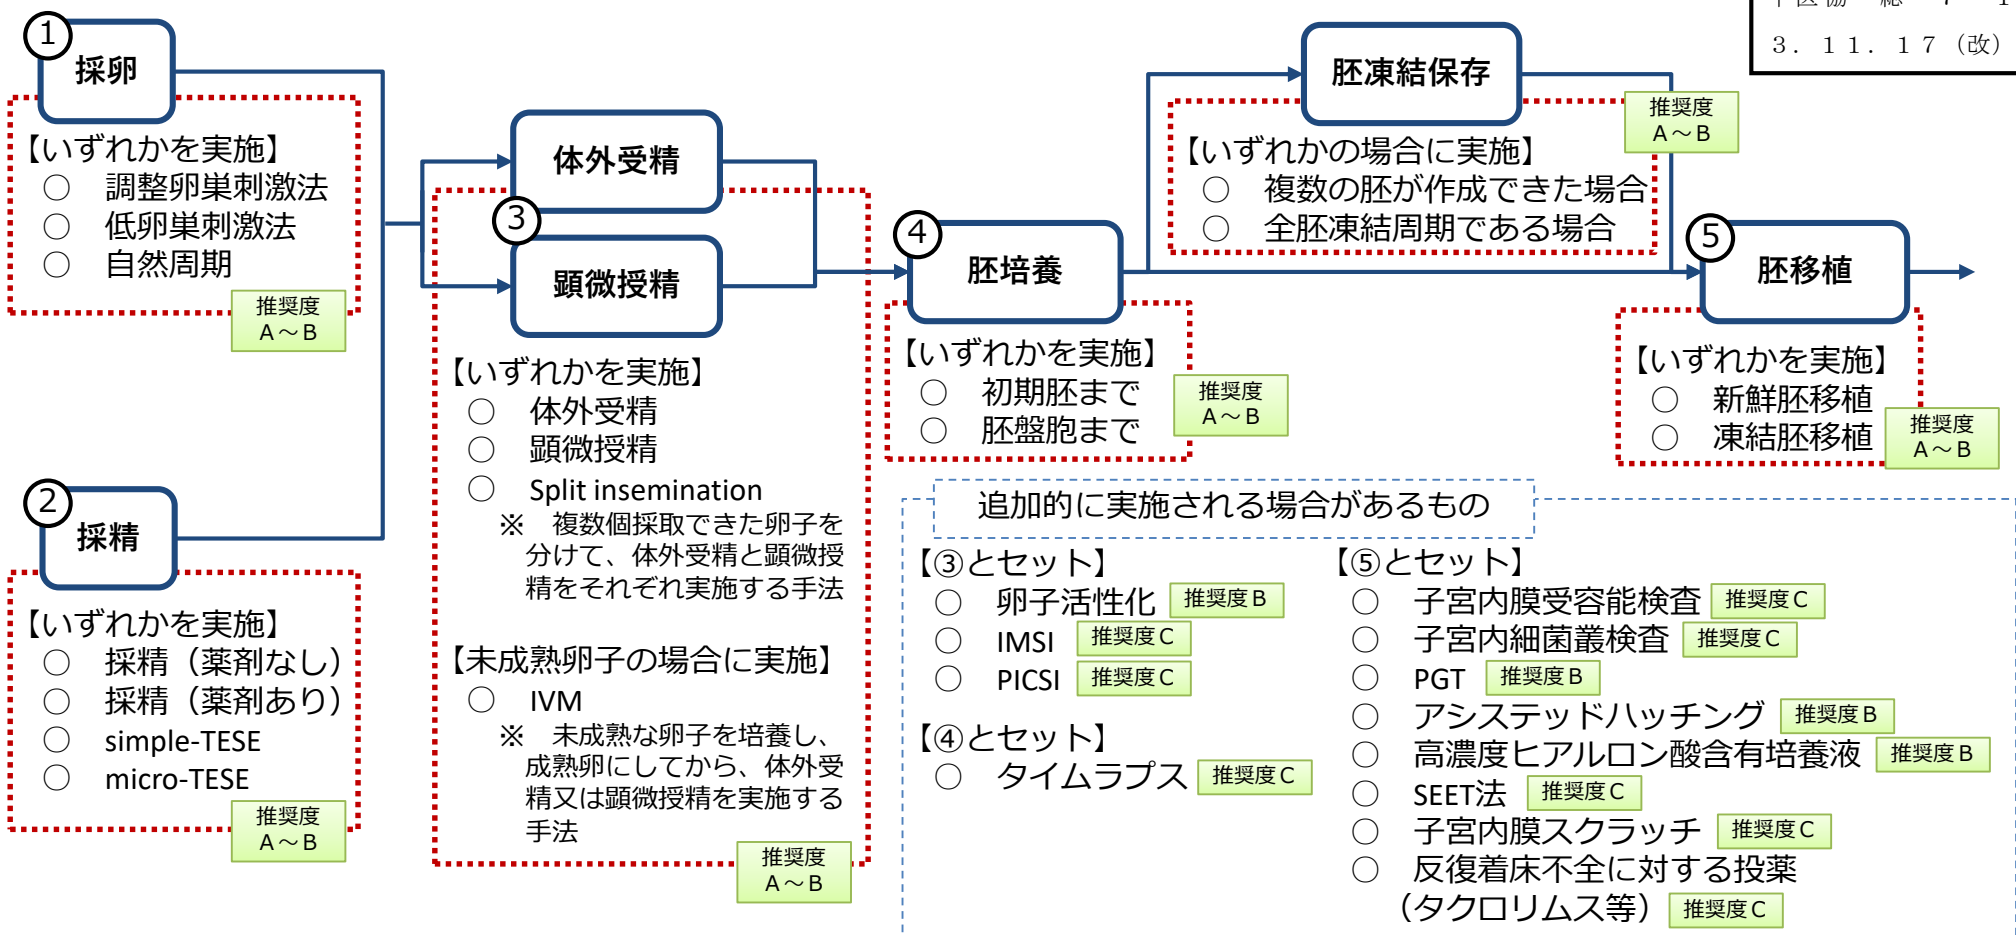 3．11．17（改）
①
採卵
【いずれかを実施】
○ 調整卵巣刺激法
○ 低卵巣刺激法
○ 自然周期
推奨度
A～B
②
採精
【いずれかを実施】
○ 採精（薬剤なし）
○ 採精（薬剤あり）
○ simple-TESE
○ micro-TESE
推奨度
A～B
体外受精
③
顕微授精
【いずれかを実施】
○ 体外受精
○ 顕微授精
○ Split insemination
※ 複数個採取できた卵子を
分けて、体外受精と顕微授
精をそれぞれ実施する手法
【未成熟卵子の場合に実施】
○ IVM
※ 未成熟な卵子を培養し、
成熟卵にしてから、体外受
精又は顕微授精を実施する
手法
推奨度
A～B
④
胚培養
【いずれかを実施】
○ 初期胚まで
○ 胚盤胞まで
推奨度
A～B
胚凍結保存
推奨度
A～B
【いずれかの場合に実施】
○ 複数の胚が作成できた場合
○ 全胚凍結周期である場合
⑤
胚移植
【いずれかを実施】
○ 新鮮胚移植
○ 凍結胚移植
推奨度
A～B
追加的に実施される場合があるもの
【③とセット】
○ 卵子活性化 推奨度B
○ IMSI 推奨度C
○ PICSI 推奨度C
【④とセット】
○ タイムラプス 推奨度C
【⑤とセット】
○ 子宮内膜受容能検査 推奨度C
○ 子宮内細菌叢検査 推奨度C
○ PGT 推奨度B
○ アシステッドハッチング 推奨度B
○ 高濃度ヒアルロン酸含有培養液 推奨度B
○ SEET法 推奨度C
○ 子宮内膜スクラッチ 推奨度C
○ 反復着床不全に対する投薬
（タクロリムス等） 推奨度C